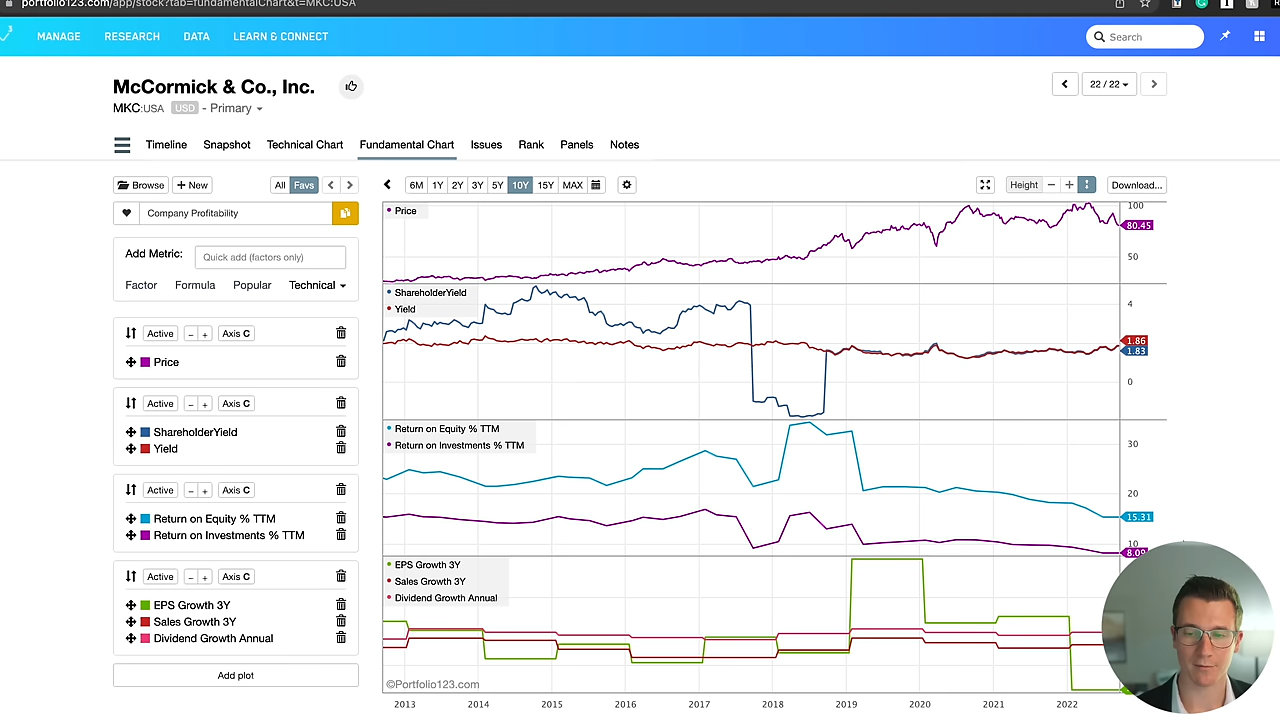 portfolio123.com/app/stock?tab=fundamentalChart&t=MKC:USA
MANAGE RESEARCH DATA LEARN & CONNECT Search
McCormick & Co., Inc.
MKC:USA USD - Primary
22 / 22
Timeline Snapshot Technical Chart Fundamental Chart Issues Rank Panels Notes
Browse + New All Favs 6M 1Y 2Y 3Y 5Y 10Y 15Y MAX Height − + Download...
Company Profitability
Add Metric: Quick add (factors only)
Factor Formula Popular Technical
Active − + Axis C
Price
Active − + Axis C
ShareholderYield
Yield
Active − + Axis C
Return on Equity % TTM
Return on Investments % TTM
Active − + Axis C
EPS Growth 3Y
Sales Growth 3Y
Dividend Growth Annual
Add plot
Price
100
80.45
50
ShareholderYield
Yield
4
1.86
1.83
0
Return on Equity % TTM
Return on Investments % TTM
30
20
15.31
10
8.09
EPS Growth 3Y
Sales Growth 3Y
Dividend Growth Annual
©Portfolio123.com
2013 2014 2015 2016 2017 2018 2019 2020 2021 2022